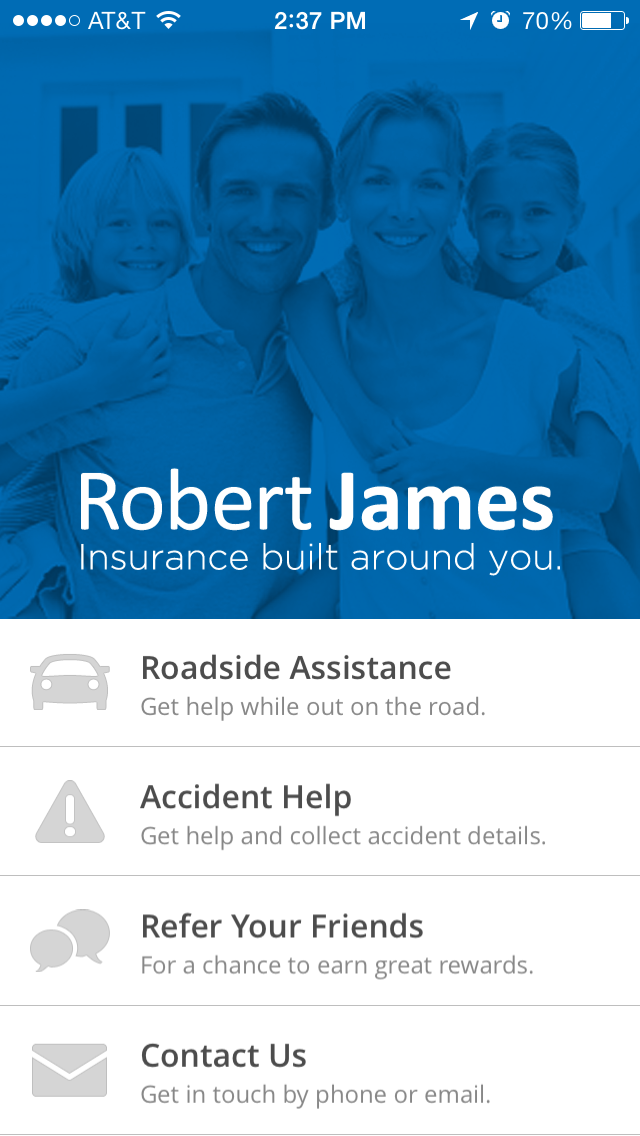 AT&T 2:37 PM 70%
Robert James
Insurance built around you.
Roadside Assistance
Get help while out on the road.
Accident Help
Get help and collect accident details.
Refer Your Friends
For a chance to earn great rewards.
Contact Us
Get in touch by phone or email.